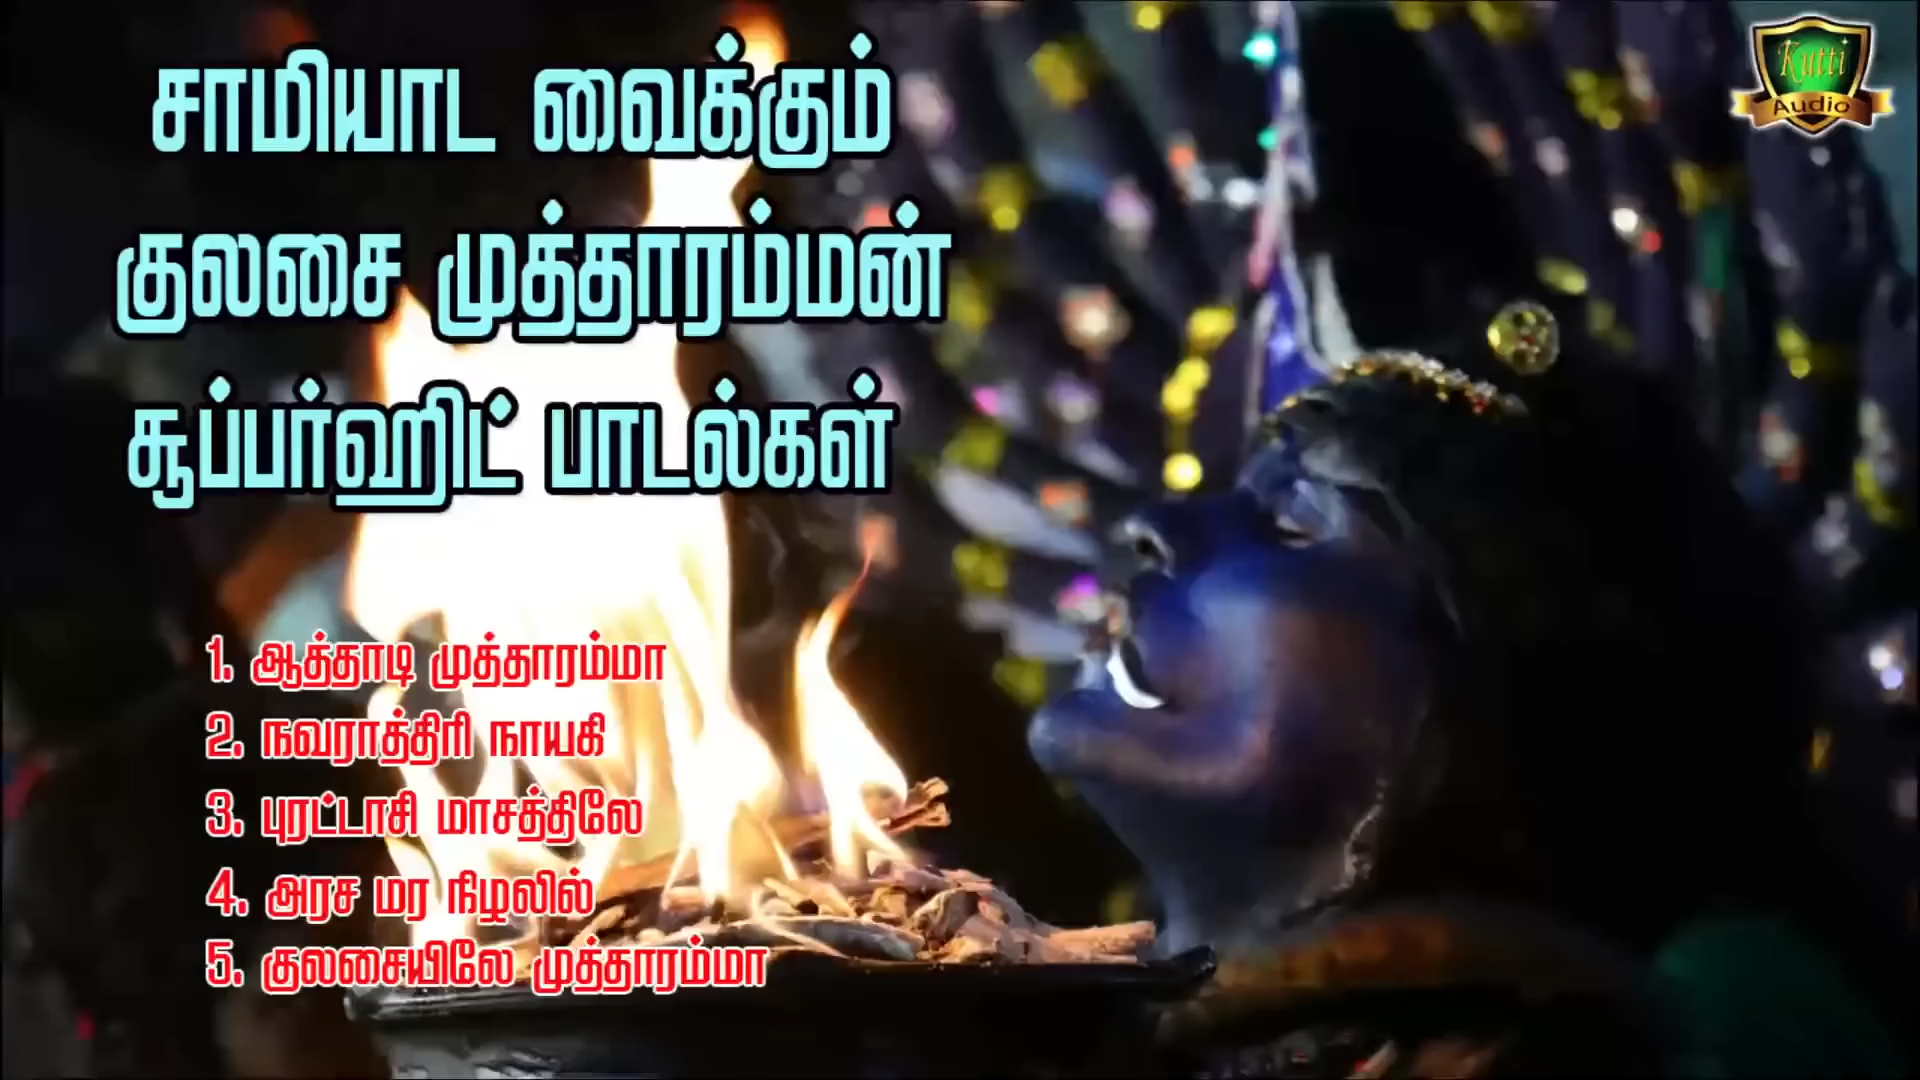 சாமியாட வைக்கும்
குலசை முத்தாரம்மன்
சூப்பர்ஹிட் பாடல்கள்
Kutti
Audio
1. ஆத்தாடி முத்தாரம்மா
2. நவராத்திரி நாயகி
3. புரட்டாசி மாசத்திலே
4. அரச மர நிழலில்
5. குலசையிலே முத்தாரம்மா